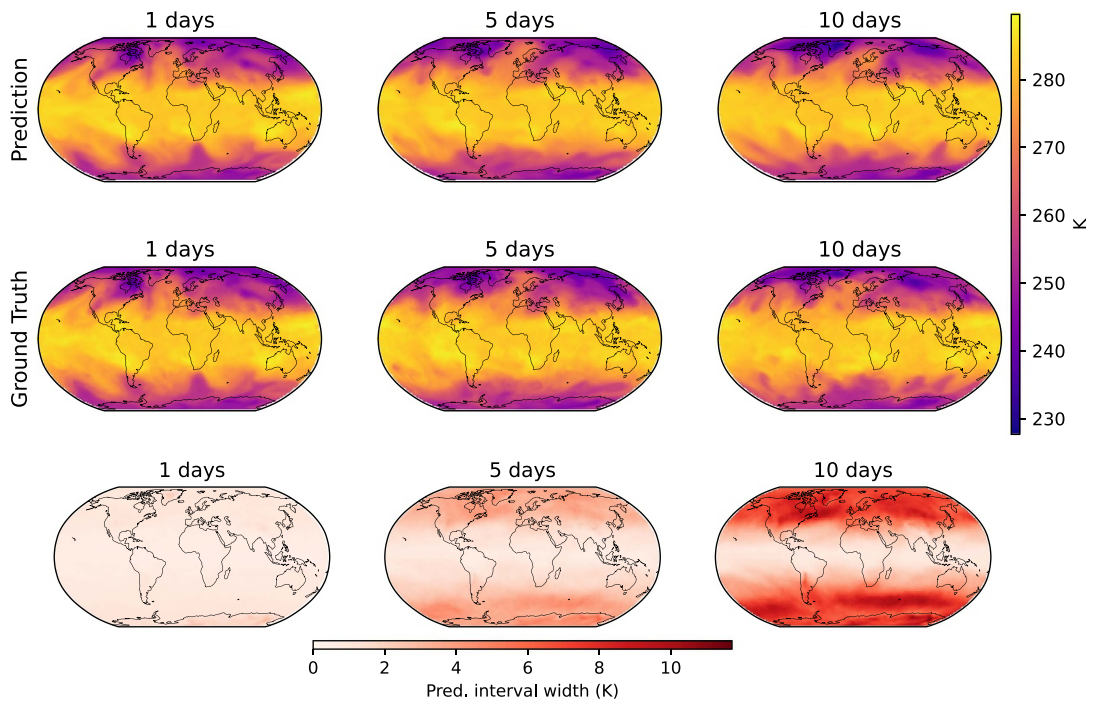 1 days
5 days
10 days
Prediction
280
270
260
250
240
230
K
1 days
5 days
10 days
Ground Truth
1 days
5 days
10 days
0
2
4
6
8
10
Pred. interval width (K)